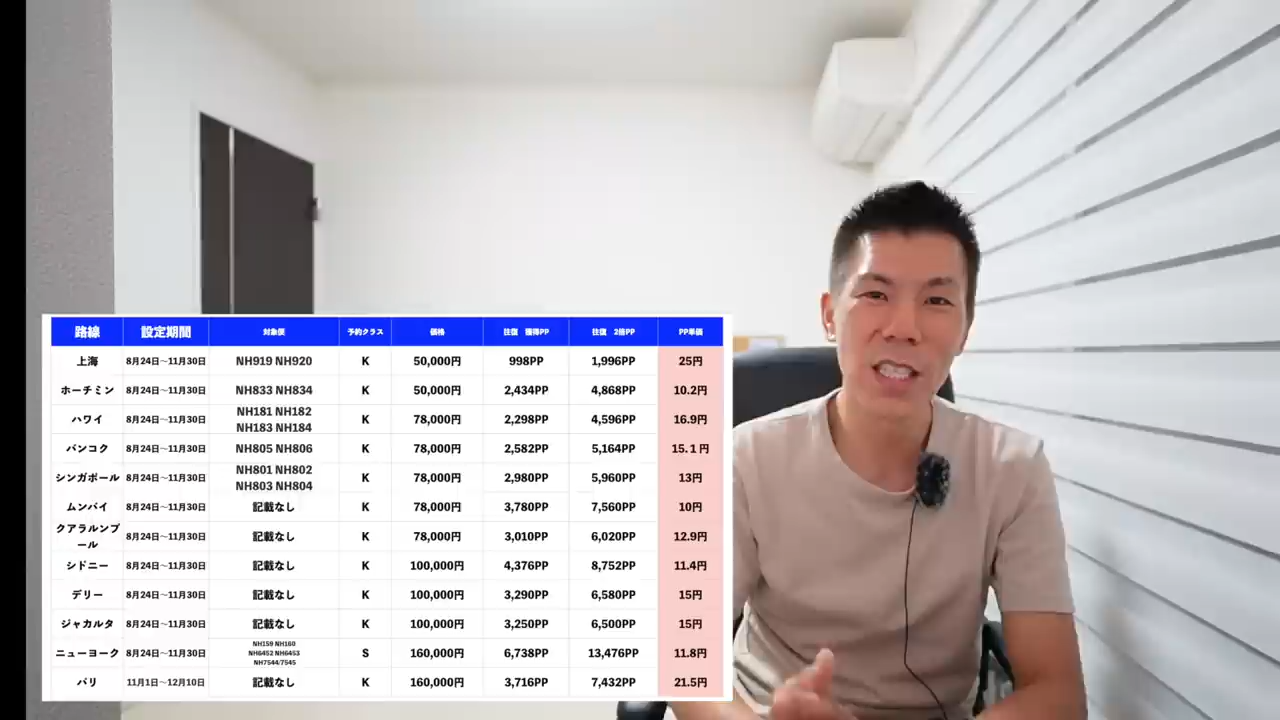 路線 設定期間 対象便 予約クラス 価格 往復 獲得PP 往復 2倍PP PP単価
上海 8月24日〜11月30日 NH919 NH920 K 50,000円 998PP 1,996PP 25円
ホーチミン 8月24日〜11月30日 NH833 NH834 K 50,000円 2,434PP 4,868PP 10.2円
ハワイ 8月24日〜11月30日 NH181 NH182 K 78,000円 2,298PP 4,596PP 16.9円
NH183 NH184
バンコク 8月24日〜11月30日 NH805 NH806 K 78,000円 2,582PP 5,164PP 15.1円
シンガポール 8月24日〜11月30日 NH801 NH802 K 78,000円 2,980PP 5,960PP 13円
NH803 NH804
ムンバイ 8月24日〜11月30日 記載なし K 78,000円 3,780PP 7,560PP 10円
クアラルンプ 8月24日〜11月30日 記載なし K 78,000円 3,010PP 6,020PP 12.9円
ール
シドニー 8月24日〜11月30日 記載なし K 100,000円 4,376PP 8,752PP 11.4円
デリー 8月24日〜11月30日 記載なし K 100,000円 3,290PP 6,580PP 15円
ジャカルタ 8月24日〜11月30日 記載なし K 100,000円 3,250PP 6,500PP 15円
ニューヨーク 8月24日〜11月30日 NH159 NH160 S 160,000円 6,738PP 13,476PP 11.8円
NH6452 NH6453
NH7544/7545
パリ 11月1日〜12月10日 記載なし K 160,000円 3,716PP 7,432PP 21.5円